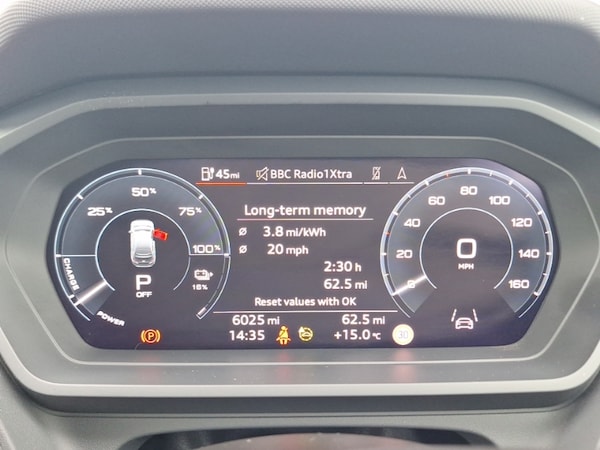 45mi BBC Radio1Xtra
50%
25% 75%
100%
CHARGE
POWER
P
OFF
Long-term memory
ø 3.8 mi/kWh
ø 20 mph
2:30 h
62.5 mi
Reset values with OK
6025 mi 62.5 mi
14:35 +15.0°C
80
60 100
40 120
20 140
0 160
0
MPH
(P)